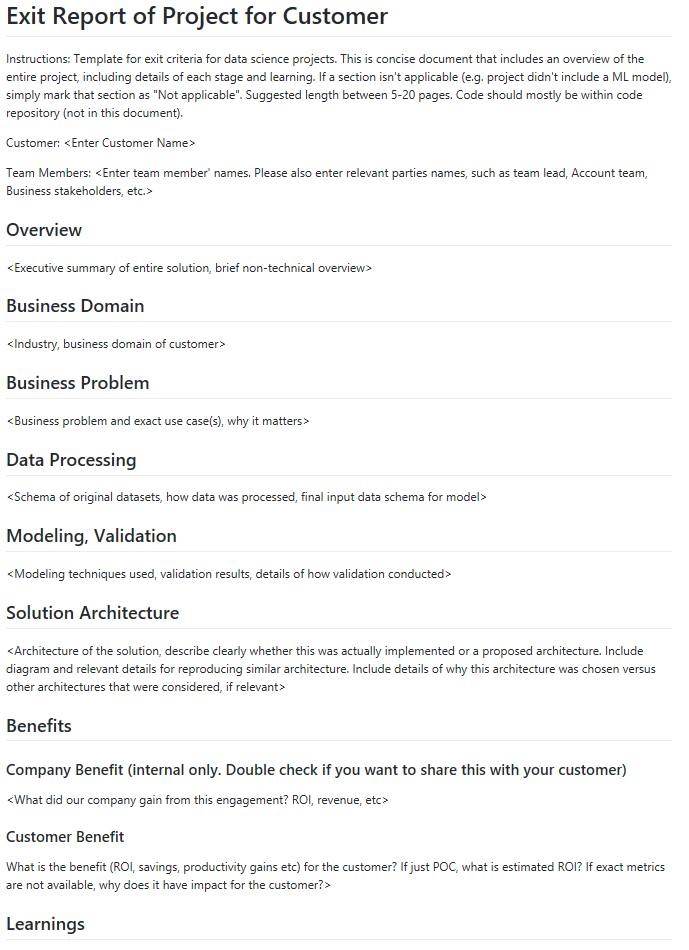 Exit Report of Project for Customer
Instructions: Template for exit criteria for data science projects. This is concise document that includes an overview of the
entire project, including details of each stage and learning. If a section isn't applicable (e.g. project didn't include a ML model),
simply mark that section as "Not applicable". Suggested length between 5-20 pages. Code should mostly be within code
repository (not in this document).
Customer: <Enter Customer Name>
Team Members: <Enter team member' names. Please also enter relevant parties names, such as team lead, Account team,
Business stakeholders, etc.>
Overview
<Executive summary of entire solution, brief non-technical overview>
Business Domain
<Industry, business domain of customer>
Business Problem
<Business problem and exact use case(s), why it matters>
Data Processing
<Schema of original datasets, how data was processed, final input data schema for model>
Modeling, Validation
<Modeling techniques used, validation results, details of how validation conducted>
Solution Architecture
<Architecture of the solution, describe clearly whether this was actually implemented or a proposed architecture. Include
diagram and relevant details for reproducing similar architecture. Include details of why this architecture was chosen versus
other architectures that were considered, if relevant>
Benefits
Company Benefit (internal only. Double check if you want to share this with your customer)
<What did our company gain from this engagement? ROI, revenue, etc>
Customer Benefit
What is the benefit (ROI, savings, productivity gains etc) for the customer? If just POC, what is estimated ROI? If exact metrics
are not available, why does it have impact for the customer?>
Learnings